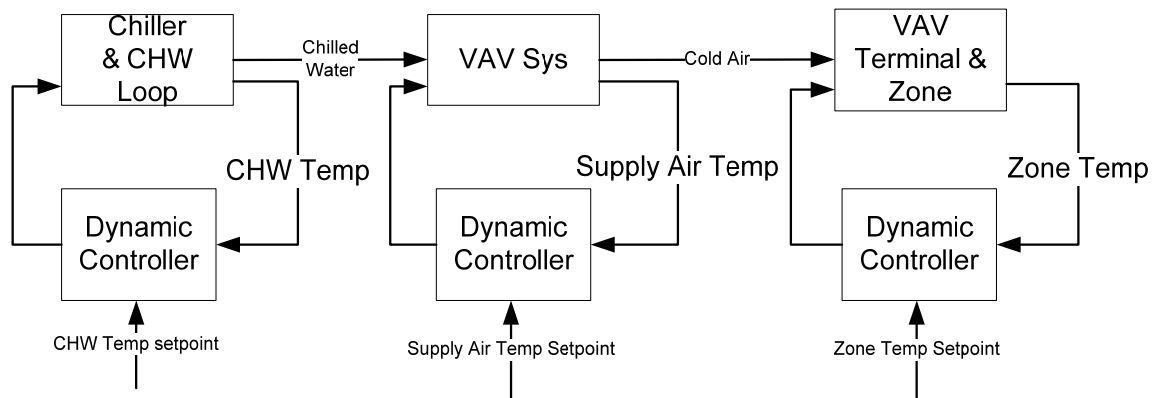 Chiller
& CHW
Loop
Chilled
Water
VAV Sys
Cold Air
VAV
Terminal &
Zone
CHW Temp
Supply Air Temp
Zone Temp
Dynamic
Controller
Dynamic
Controller
Dynamic
Controller
CHW Temp setpoint
Supply Air Temp Setpoint
Zone Temp Setpoint